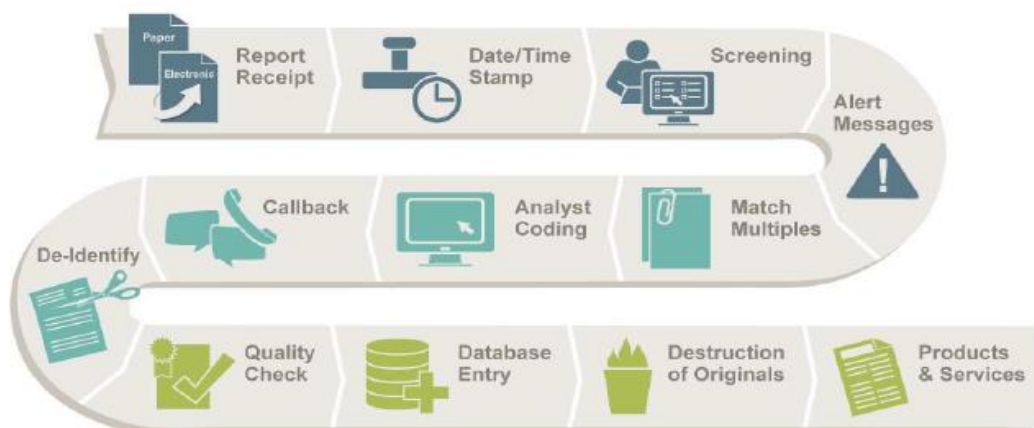 Paper
Electronic
Report
Receipt
Date/Time
Stamp
Screening
Alert
Messages
Match
Multiples
Analyst
Coding
Callback
De-Identify
Quality
Check
Database
Entry
Destruction
of Originals
Products
& Services